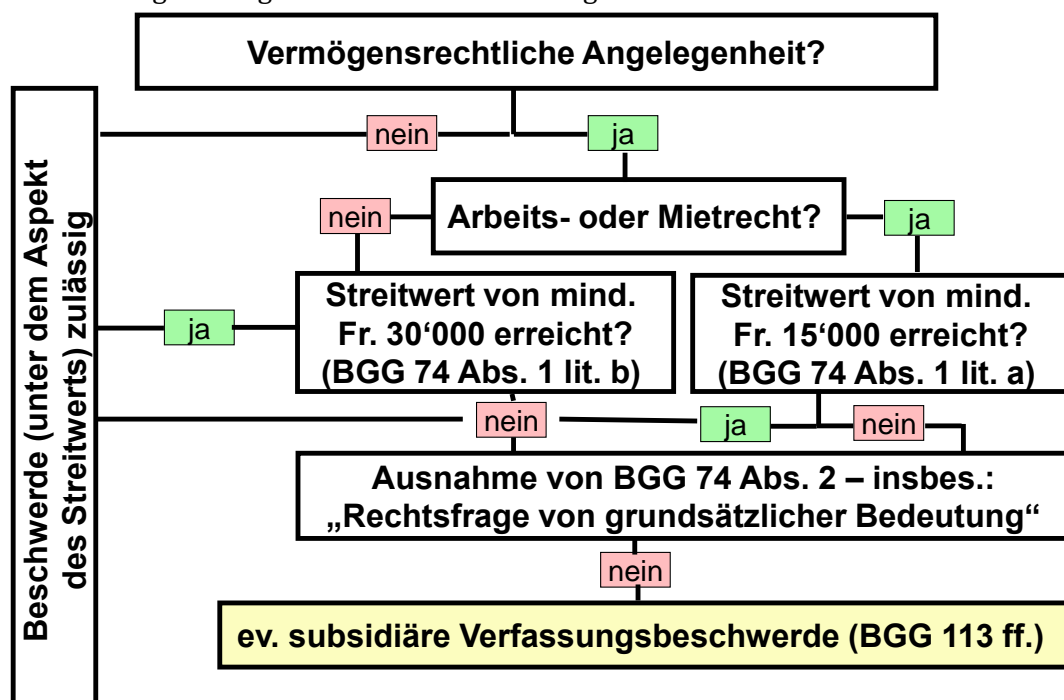 Vermögensrechtliche Angelegenheit?
nein
ja
Arbeits- oder Mietrecht?
nein
ja
Streitwert von mind.
Fr. 30‘000 erreicht?
(BGG 74 Abs. 1 lit. b)
Streitwert von mind.
Fr. 15‘000 erreicht?
(BGG 74 Abs. 1 lit. a)
ja
nein
ja
nein
Ausnahme von BGG 74 Abs. 2 – insbes.:
„Rechtsfrage von grundsätzlicher Bedeutung“
nein
ev. subsidiäre Verfassungsbeschwerde (BGG 113 ff.)
Beschwerde (unter dem Aspekt
des Streitwerts) zulässig